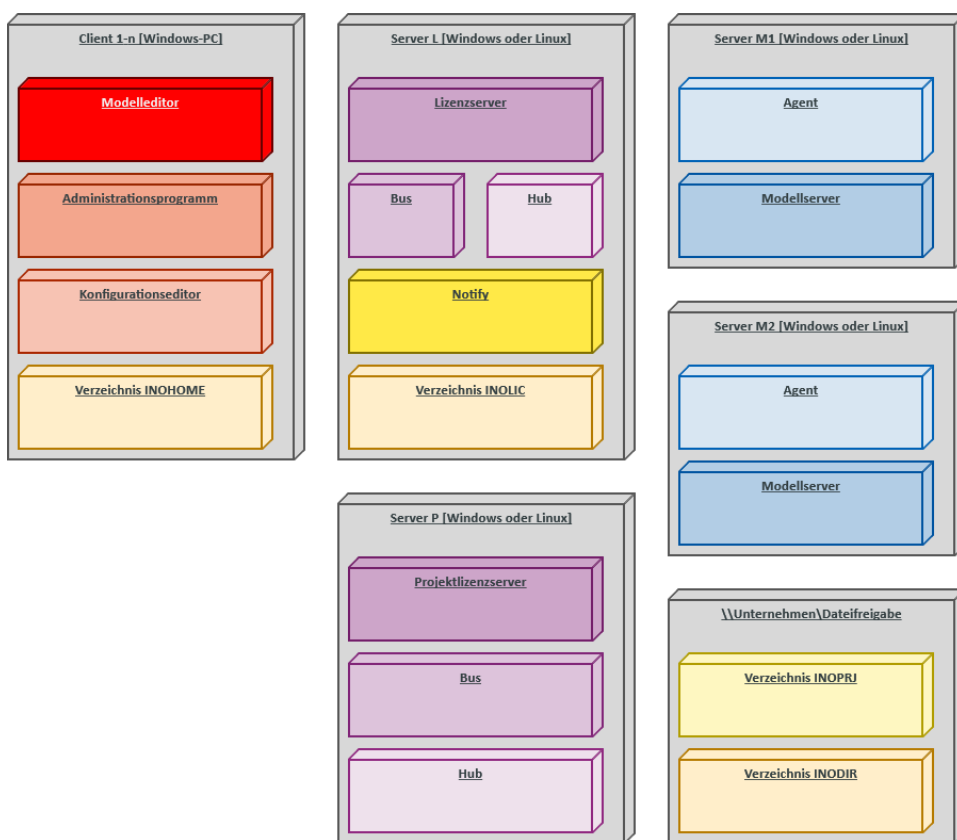 Client 1-n [Windows-PC]
Modelleditor
Administrationsprogramm
Konfigurationseditor
Verzeichnis INOHOME
Server L [Windows oder Linux]
Lizenzserver
Bus
Hub
Notify
Verzeichnis INOLIC
Server P [Windows oder Linux]
Projektlizenzserver
Bus
Hub
Server M1 [Windows oder Linux]
Agent
Modellserver
Server M2 [Windows oder Linux]
Agent
Modellserver
\\Unternehmen\Dateifreigabe
Verzeichnis INOPRJ
Verzeichnis INODIR